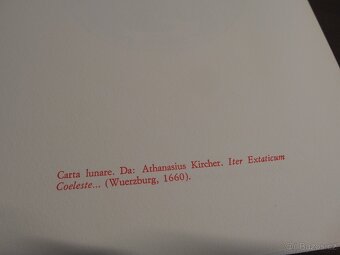 Carta lunare. Da: Athanasius Kircher. Iter Extaticum
Coeleste... (Wuerzburg, 1660).